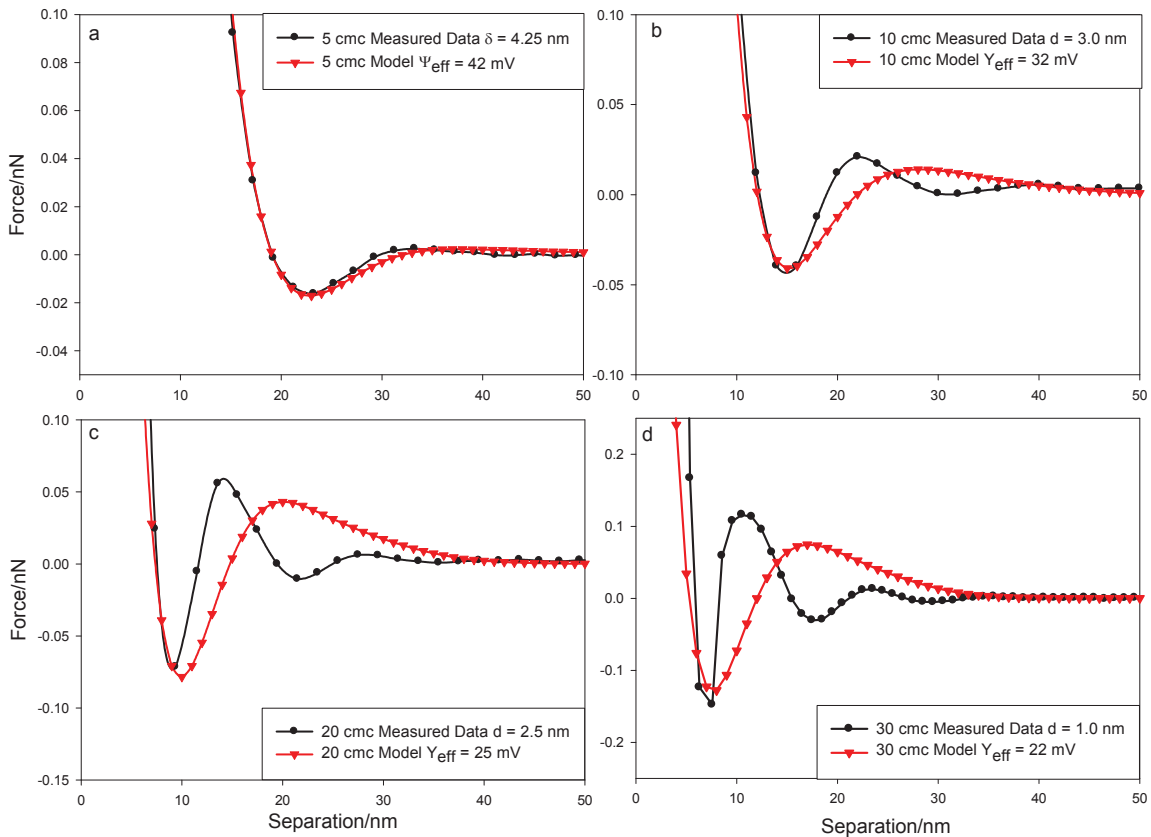 a
5 cmc Measured Data δ = 4.25 nm
5 cmc Model Ψeff = 42 mV
Force/nN
0.10
0.08
0.06
0.04
0.02
0.00
-0.02
-0.04
0 10 20 30 40 50
b
10 cmc Measured Data d = 3.0 nm
10 cmc Model Yeff = 32 mV
0.10
0.05
0.00
-0.05
-0.10
0 10 20 30 40 50
c
Force/nN
0.10
0.05
0.00
-0.05
-0.10
-0.15
20 cmc Measured Data d = 2.5 nm
20 cmc Model Yeff = 25 mV
0 10 20 30 40 50
Separation/nm
d
0.2
0.1
0.0
-0.1
-0.2
30 cmc Measured Data d = 1.0 nm
30 cmc Model Yeff = 22 mV
0 10 20 30 40 50
Separation/nm